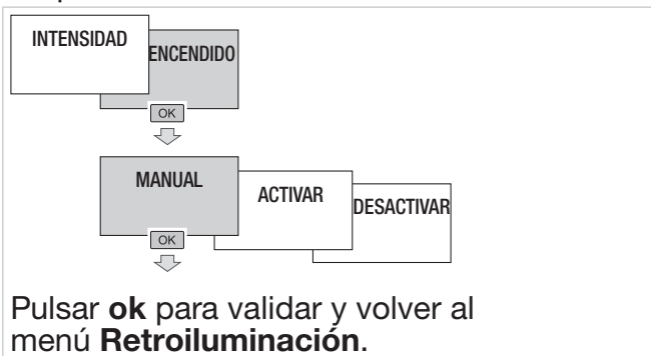 INTENSIDAD
ENCENDIDO
OK
MANUAL
ACTIVAR
DESACTIVAR
OK
Pulsar ok para validar y volver al
menú Retroiluminación.